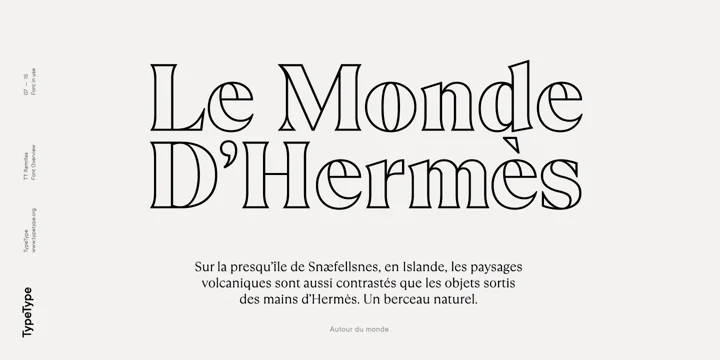 Le Monde
D’Hermès
Sur la presqu’île de Snæfellsnes, en Islande, les paysages
volcaniques sont aussi contrastés que les objets sortis
des mains d’Hermès. Un berceau naturel.
Autour du monde
07 — 15
Font in use
TT Ramillas
Font Overview
TypeType
www.typetype.org
TypeType